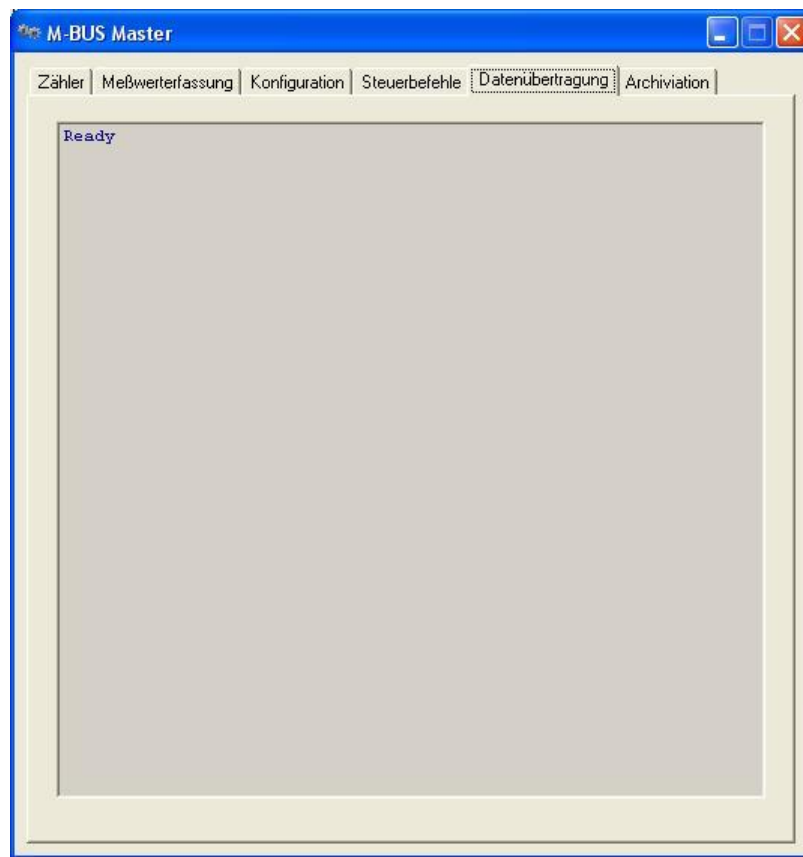 M-BUS Master
Zähler Meßwerterfassung Konfiguration Steuerbefehle Datenübertragung Archiviation
Ready